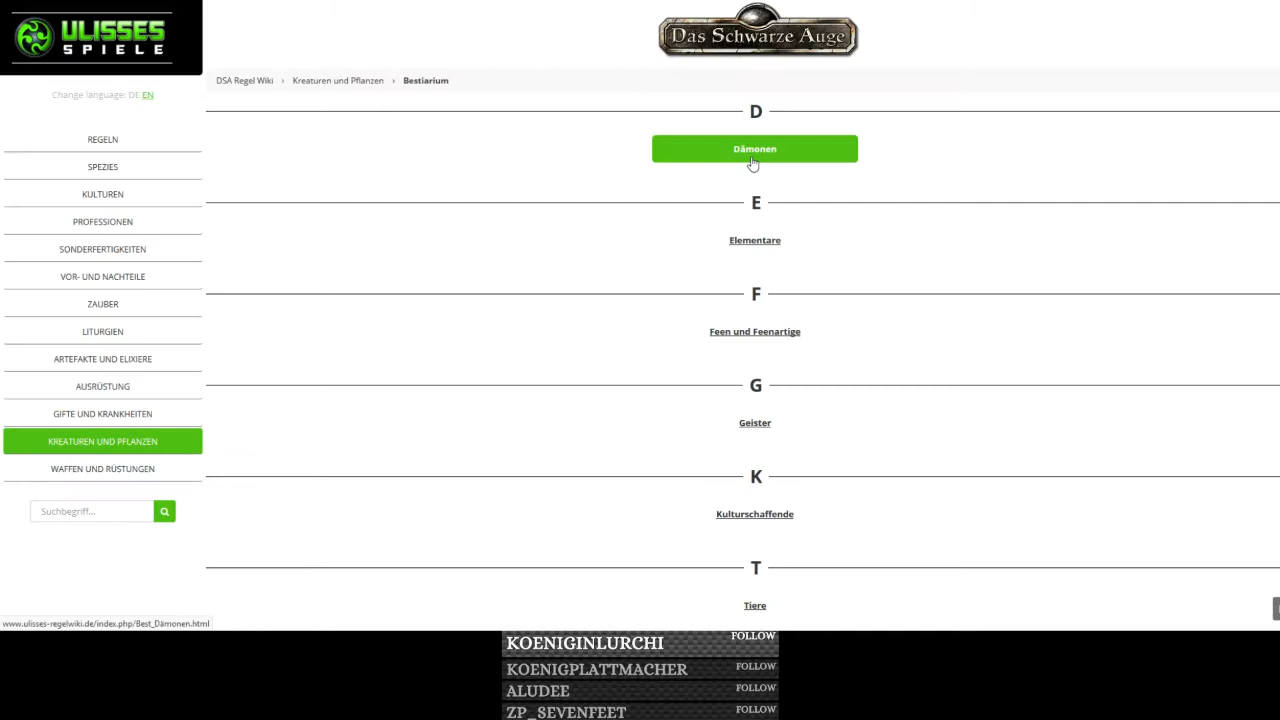 ULISSES
SPIELE
Das Schwarze Auge
DSA Regel Wiki › Kreaturen und Pflanzen › Bestiarium
Change language: DE EN
REGELN
SPEZIES
KULTUREN
PROFESSIONEN
SONDERFERTIGKEITEN
VOR- UND NACHTEILE
ZAUBER
LITURGIEN
ARTEFAKTE UND ELIXIERE
AUSRÜSTUNG
GIFTE UND KRANKHEITEN
KREATUREN UND PFLANZEN
WAFFEN UND RÜSTUNGEN
Suchbegriff...
D
Dämonen
E
Elementare
F
Feen und Feenartige
G
Geister
K
Kulturschaffende
T
Tiere
www.ulisses-regelwiki.de/index.php/Best_Dämonen.html
KOENIGINLURCHI FOLLOW
KOENIGPLATTMACHER FOLLOW
ALUDEE FOLLOW
ZP_SEVENFEET FOLLOW